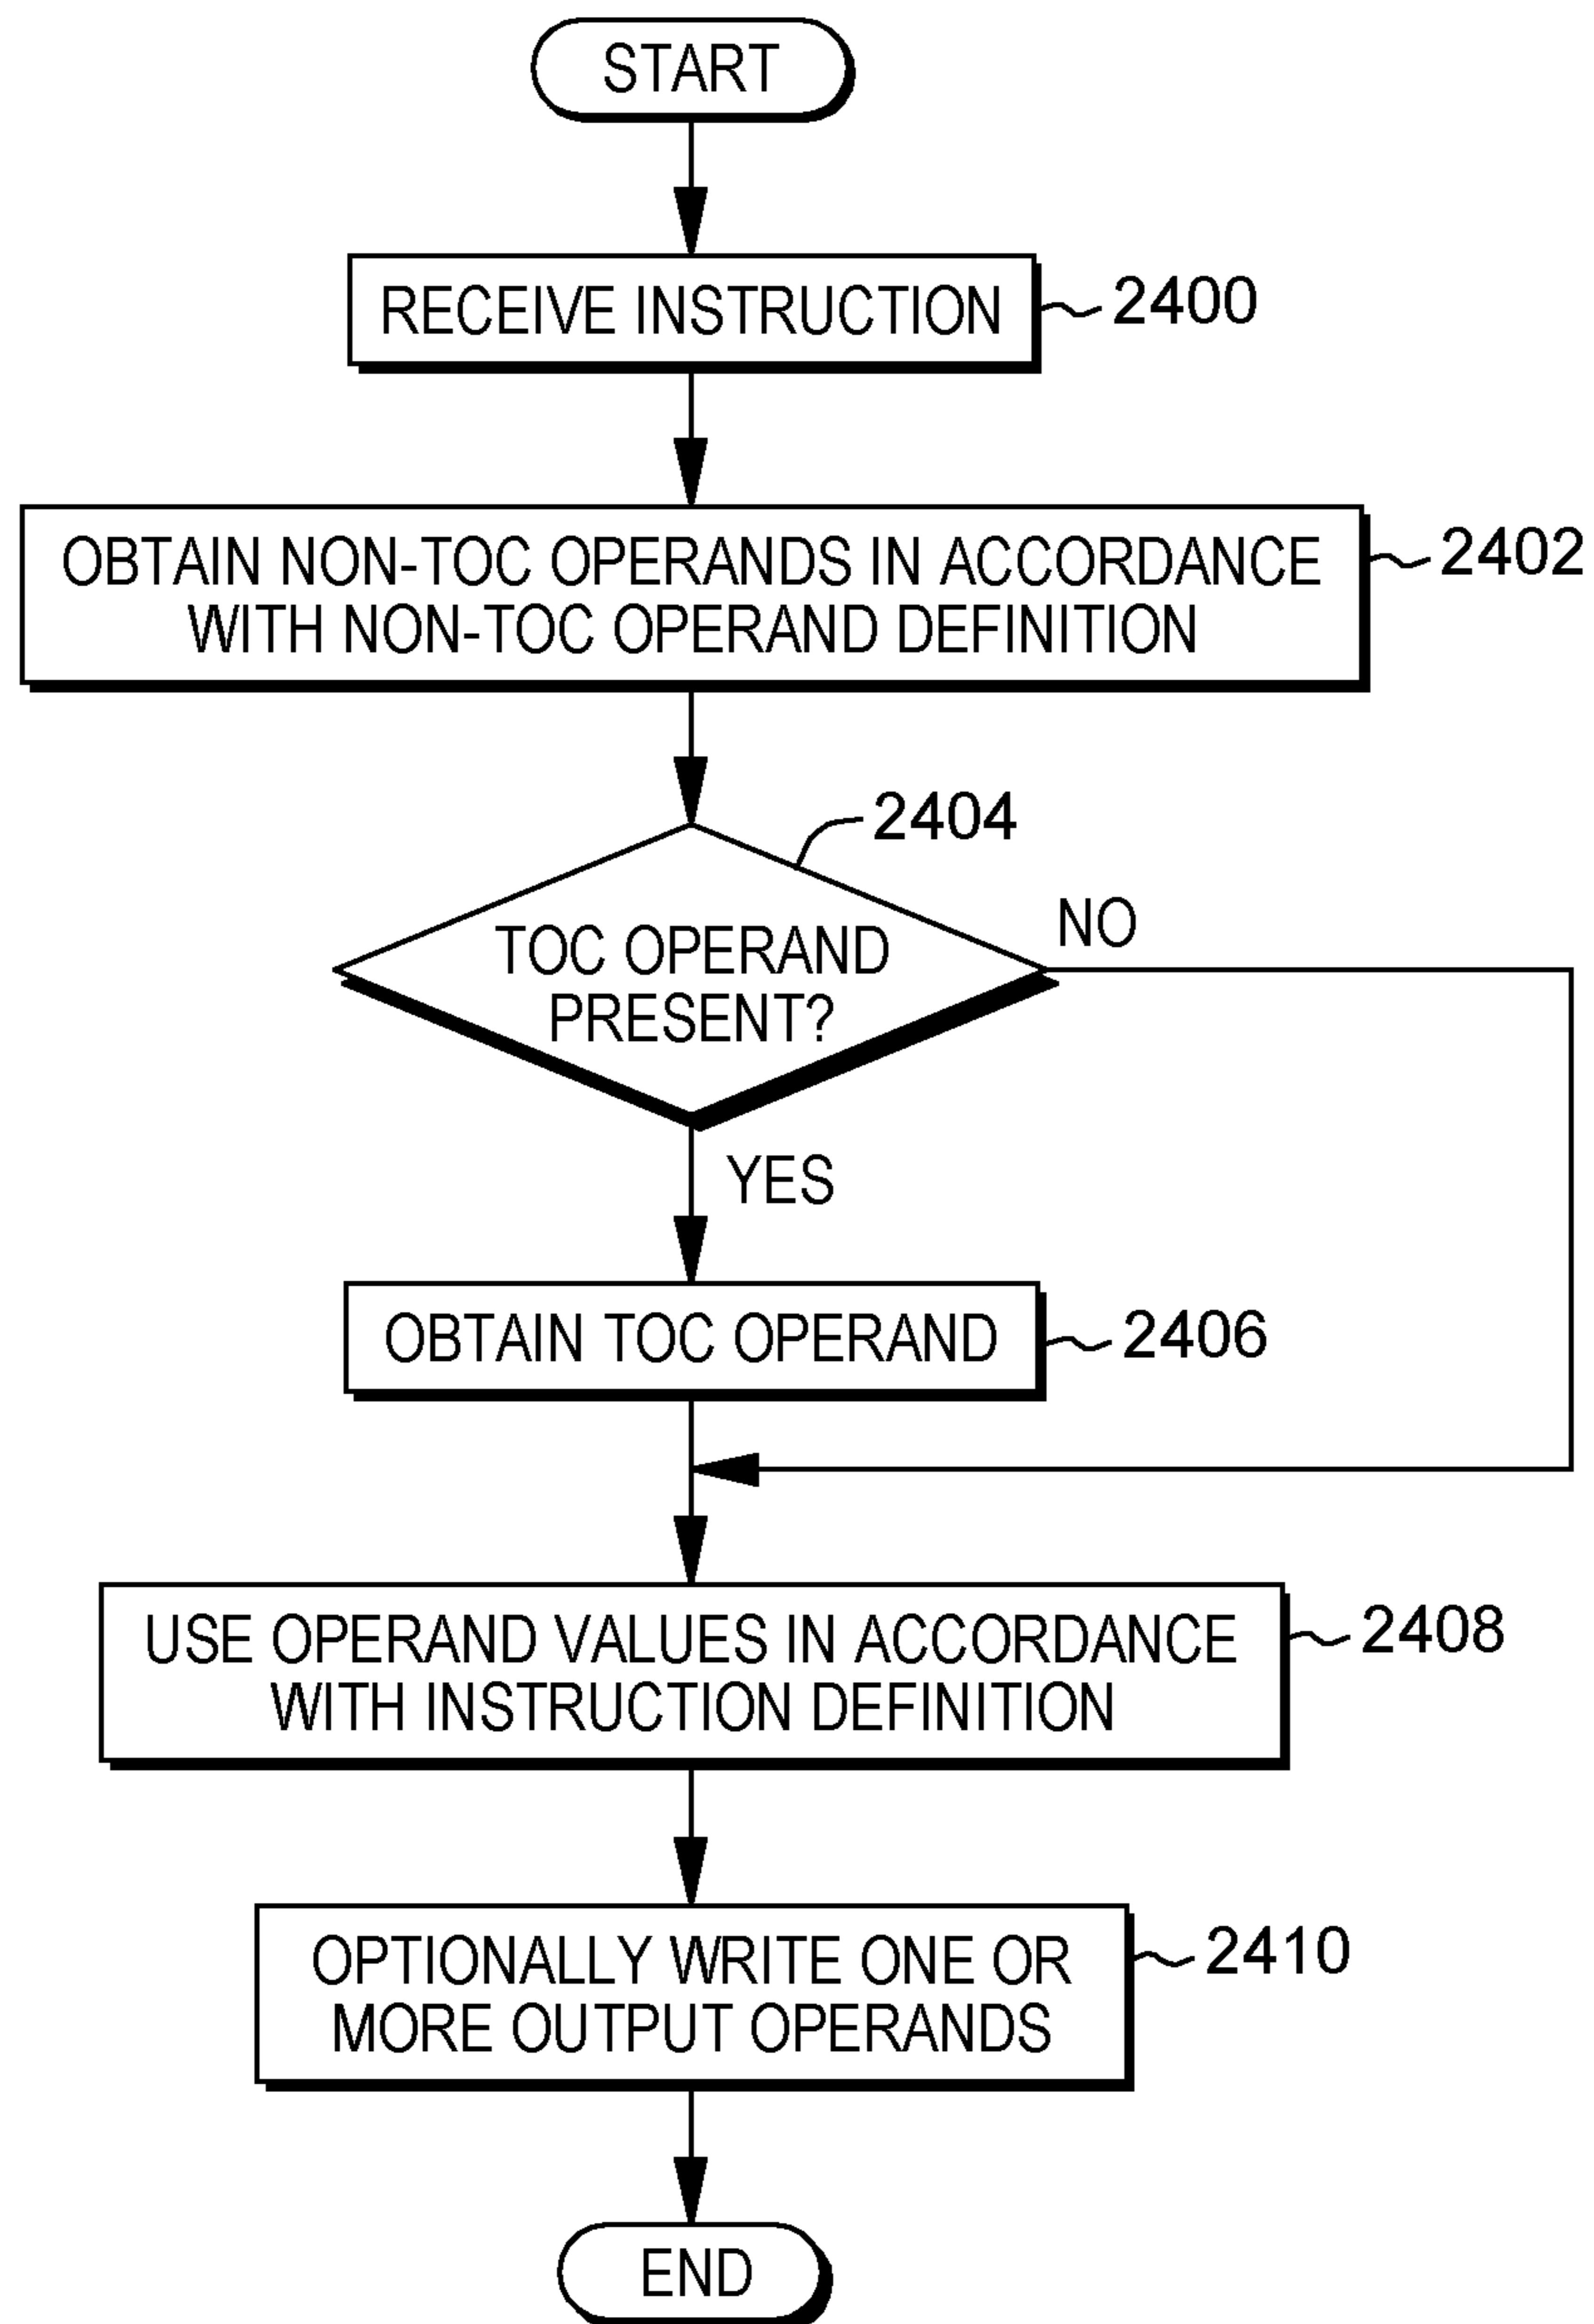 START
RECEIVE INSTRUCTION
2400
OBTAIN NON-TOC OPERANDS IN ACCORDANCE
WITH NON-TOC OPERAND DEFINITION
2402
2404
TOC OPERAND
PRESENT?
NO
YES
OBTAIN TOC OPERAND
2406
USE OPERAND VALUES IN ACCORDANCE
WITH INSTRUCTION DEFINITION
2408
OPTIONALLY WRITE ONE OR
MORE OUTPUT OPERANDS
2410
END